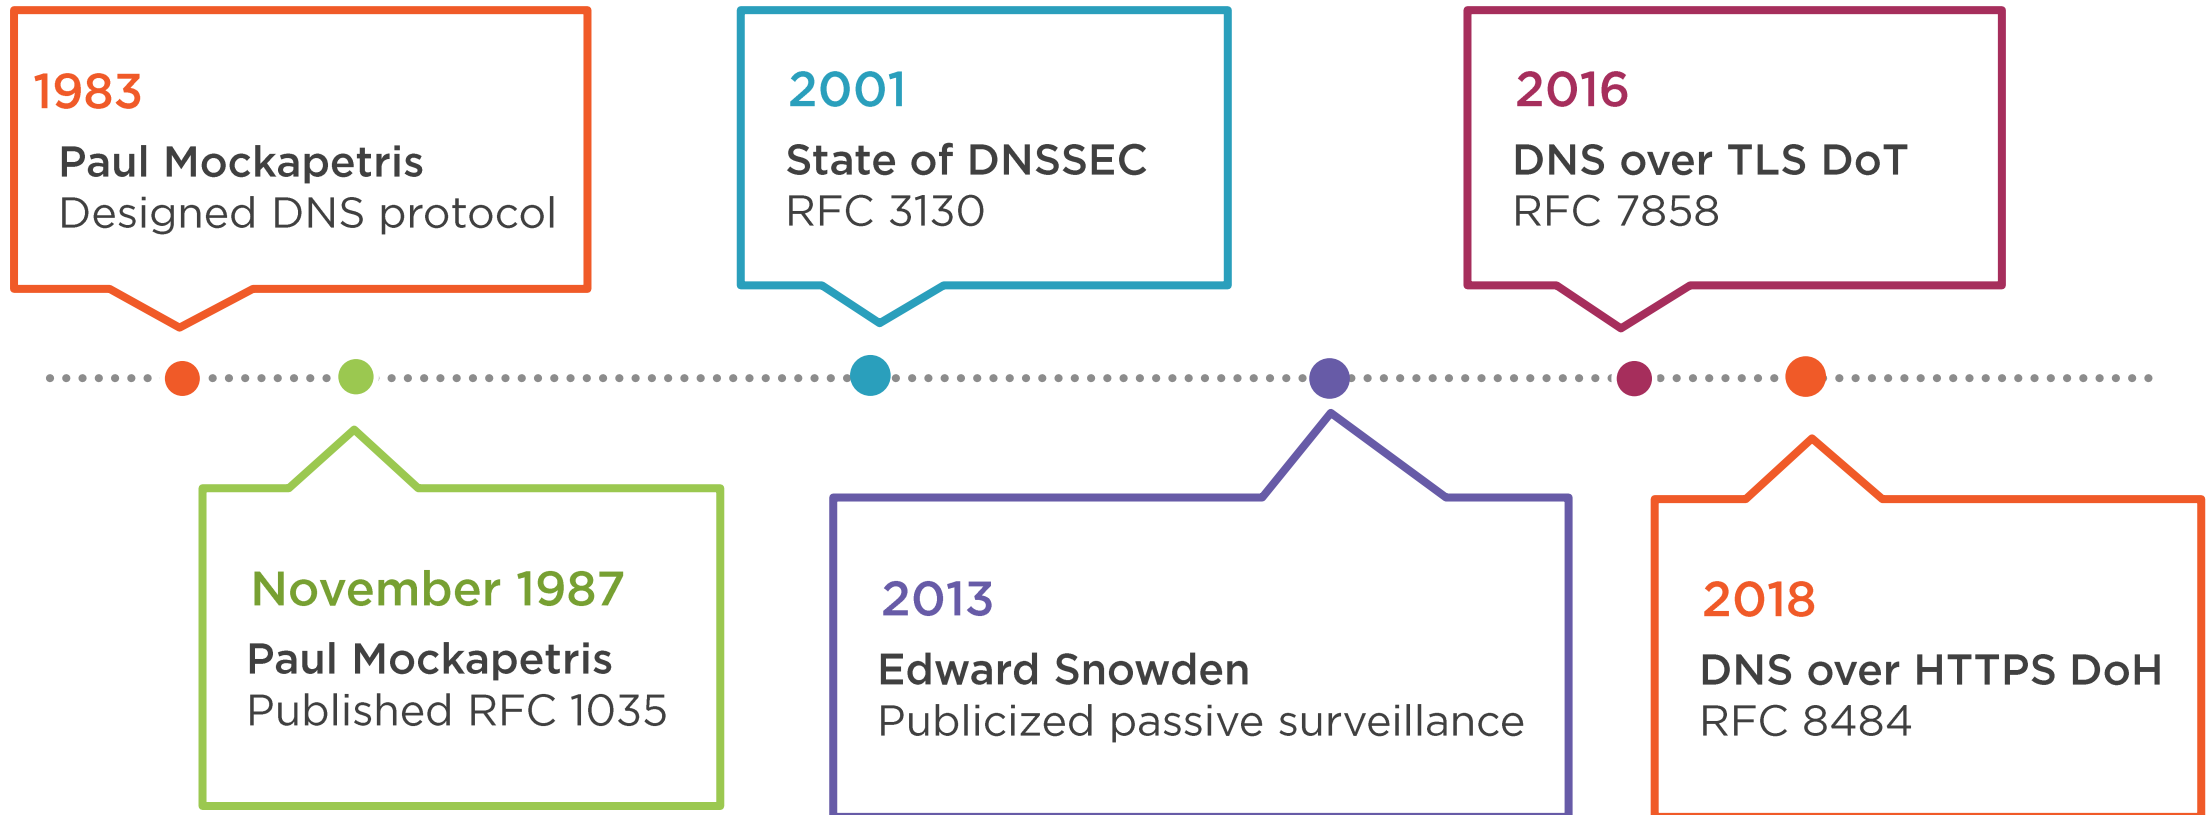 1983
Paul Mockapetris
Designed DNS protocol
November 1987
Paul Mockapetris
Published RFC 1035
2001
State of DNSSEC
RFC 3130
2013
Edward Snowden
Publicized passive surveillance
2016
DNS over TLS DoT
RFC 7858
2018
DNS over HTTPS DoH
RFC 8484